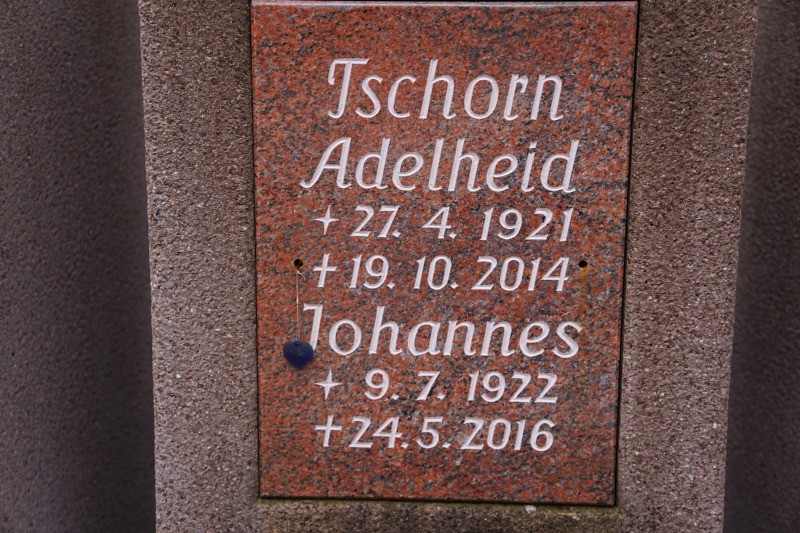 Tschorn
Adelheid
✦ 27. 4. 1921
✝ 19. 10. 2014
Johannes
✦ 9. 7. 1922
✝ 24. 5. 2016